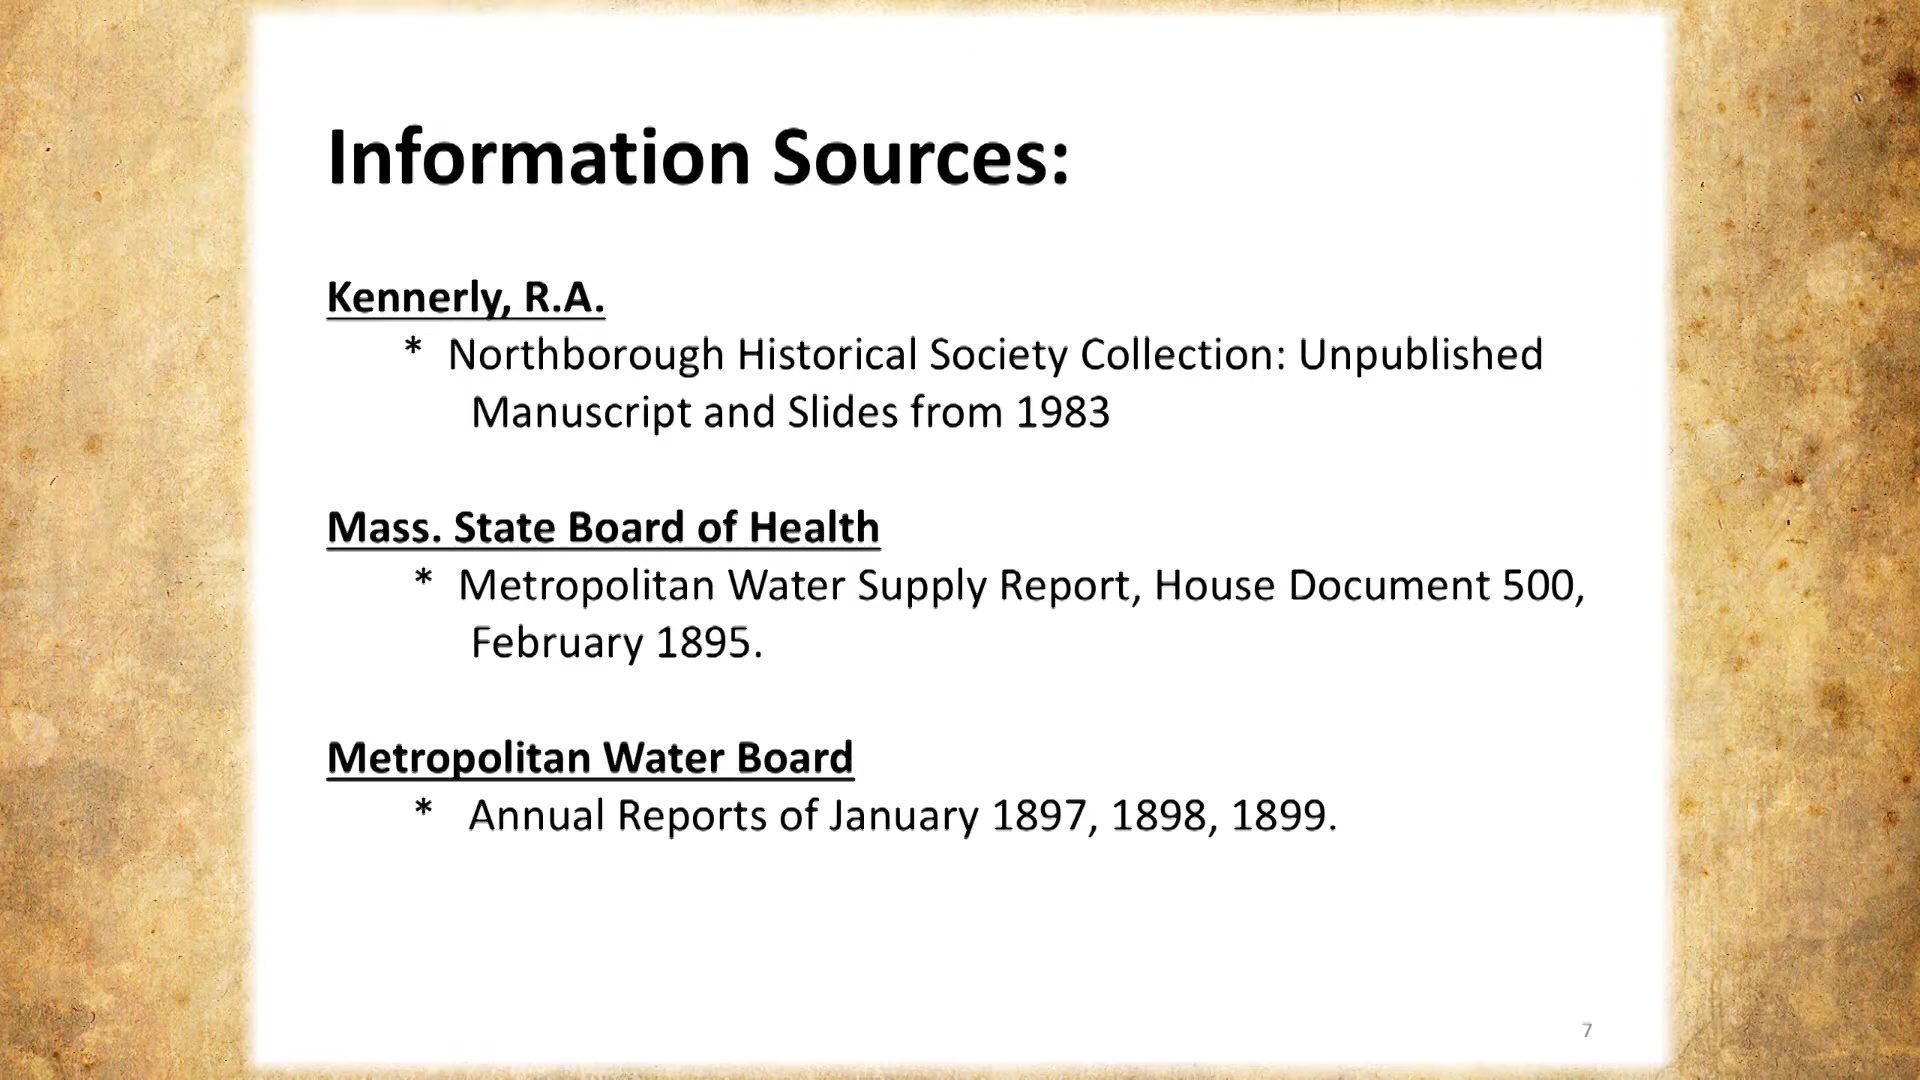 Information Sources:
Kennerly, R.A.
* Northborough Historical Society Collection: Unpublished
Manuscript and Slides from 1983
Mass. State Board of Health
* Metropolitan Water Supply Report, House Document 500,
February 1895.
Metropolitan Water Board
* Annual Reports of January 1897, 1898, 1899.
7